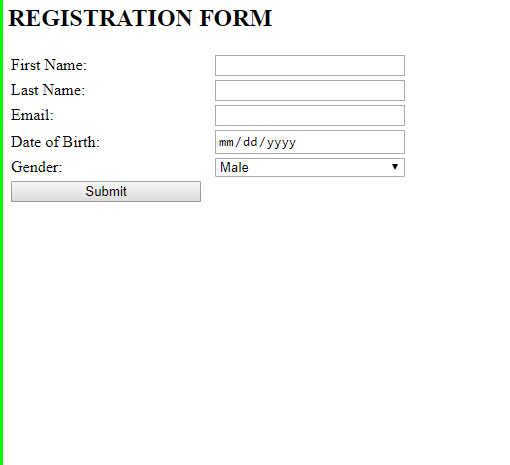 REGISTRATION FORM
First Name:
Last Name:
Email:
Date of Birth: mm/dd/yyyy
Gender: Male
Submit